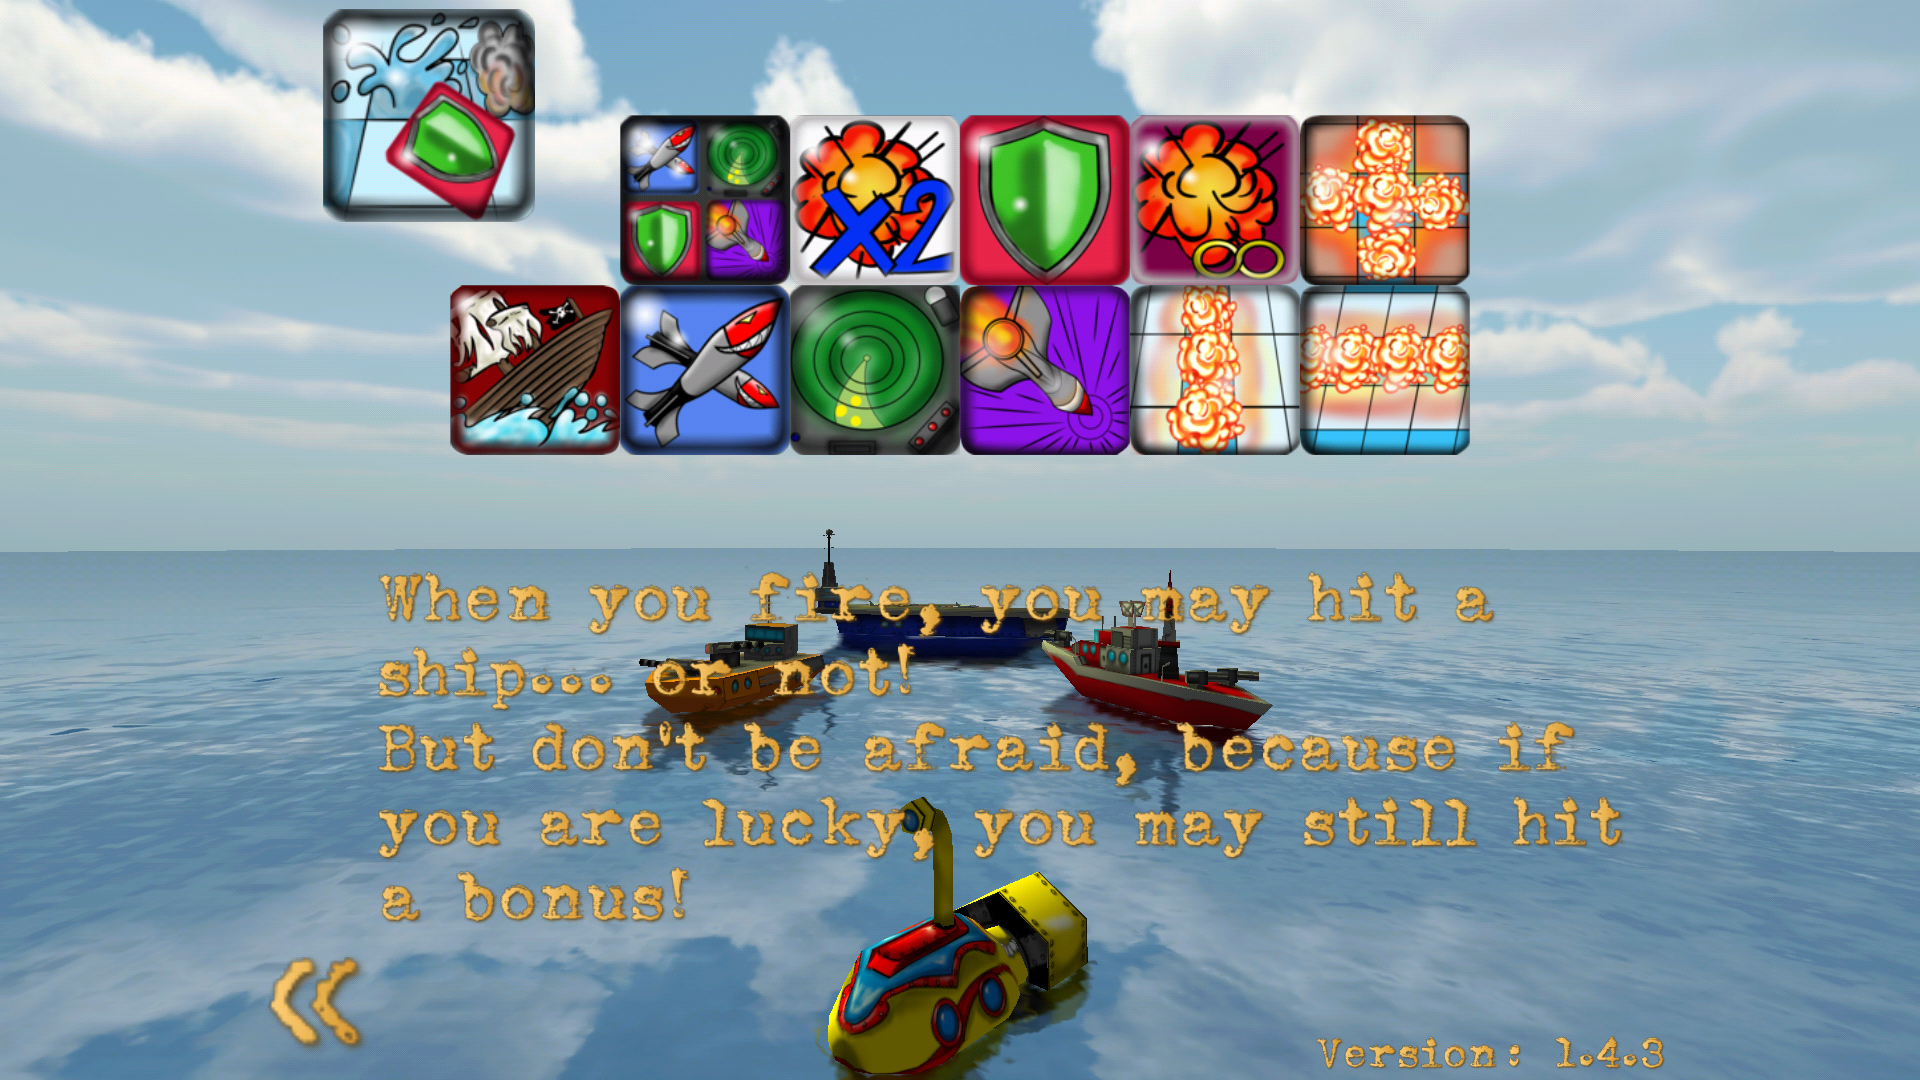 X2
When you fire, you may hit a
ship... or not!
But don't be afraid, because if
you are lucky, you may still hit
a bonus!
Version: 1.4.3